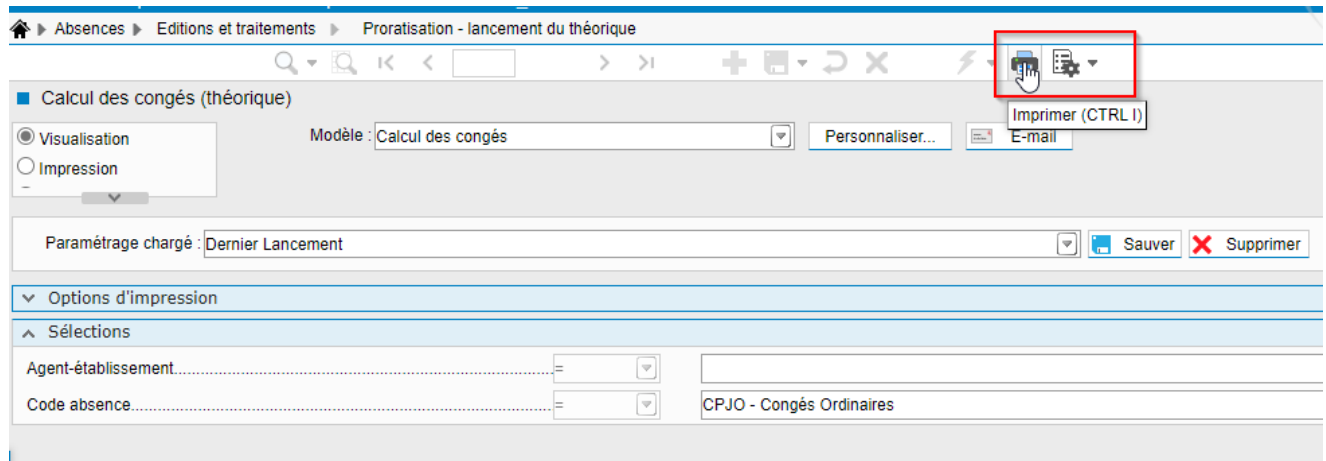 Absences Editions et traitements Proratisation - lancement du théorique
Imprimer (CTRL I)
Calcul des congés (théorique)
Visualisation Modèle : Calcul des congés Personnaliser... E-mail
Impression
Paramétrage chargé : Dernier Lancement Sauver Supprimer
Options d'impression
Sélections
Agent-établissement.......................................................................................... =
Code absence.................................................................................................... = CPJO - Congés Ordinaires